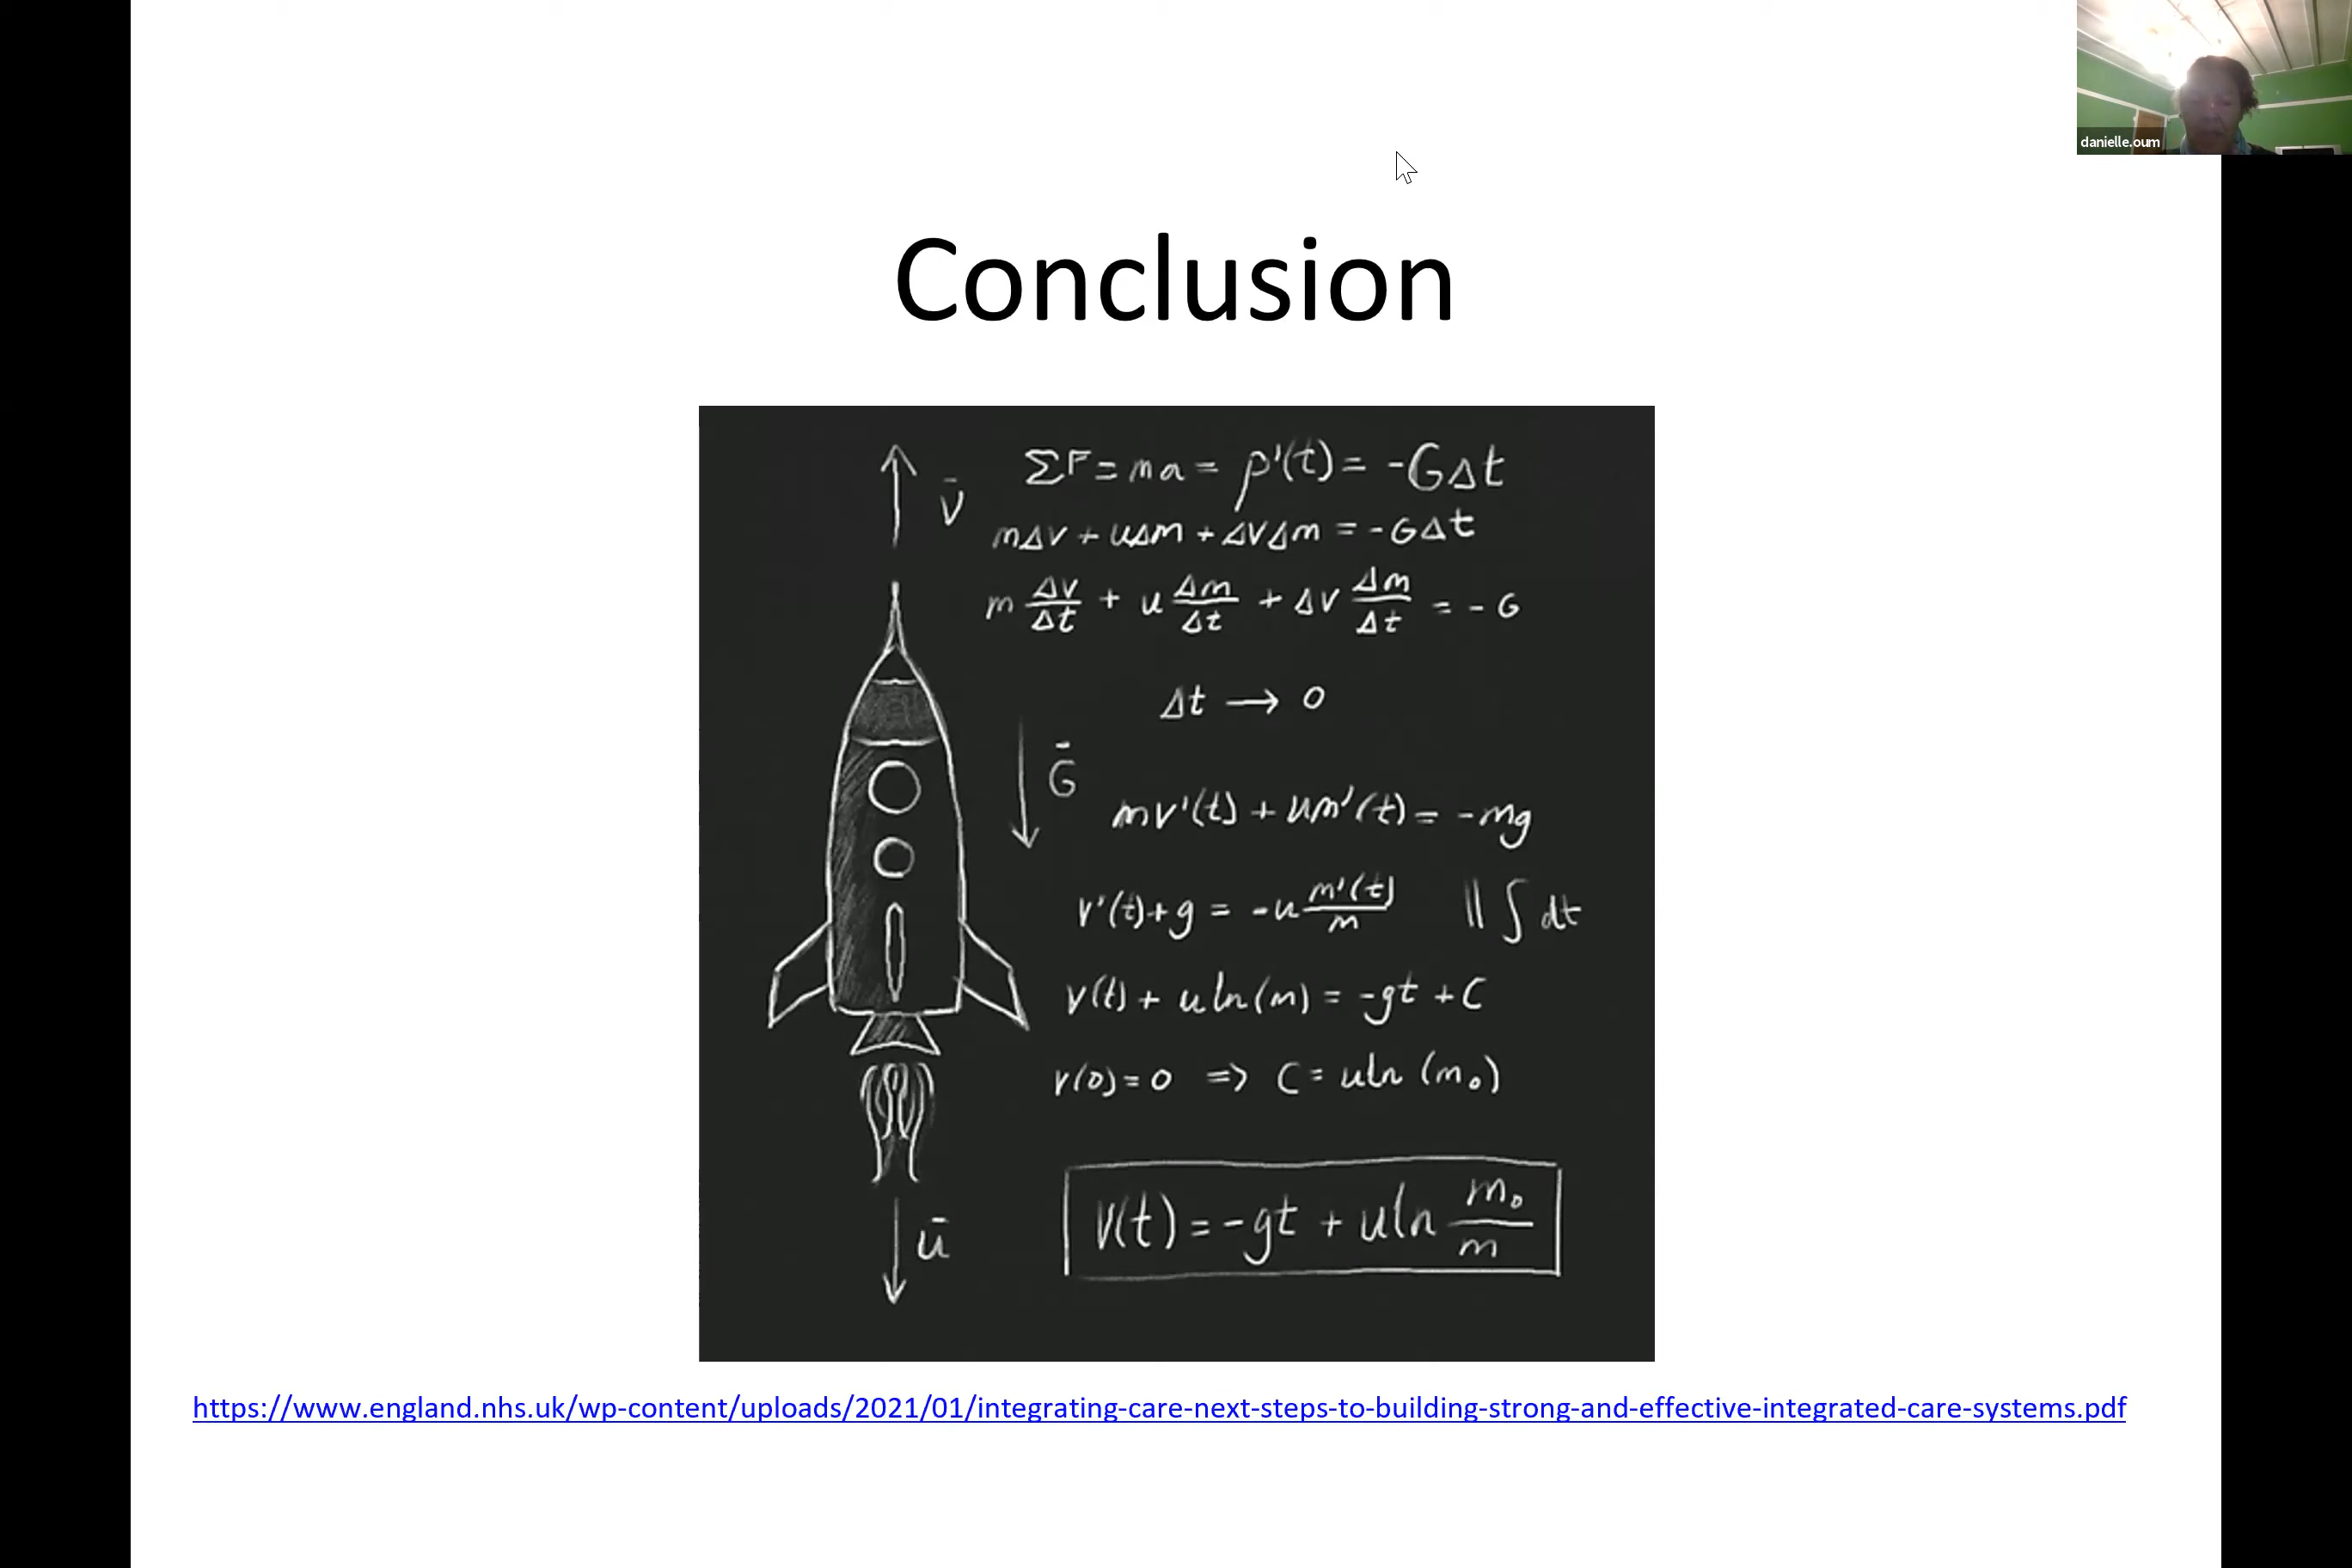 danielle.oum
Conclusion
ΣF = ma = p'(t) = -GΔt
V̄
mΔv + uΔm + ΔvΔm = -GΔt
m Δv/Δt + u Δm/Δt + Δv Δm/Δt = -G
Δt → 0
Ḡ
mv'(t) + um'(t) = -mg
v'(t) + g = -u m'(t)/m || ∫ dt
v(t) + u ln(m) = -gt + C
v(0) = 0 => C = u ln (m₀)
v(t) = -gt + u ln m₀/m
ū
https://www.england.nhs.uk/wp-content/uploads/2021/01/integrating-care-next-steps-to-building-strong-and-effective-integrated-care-systems.pdf